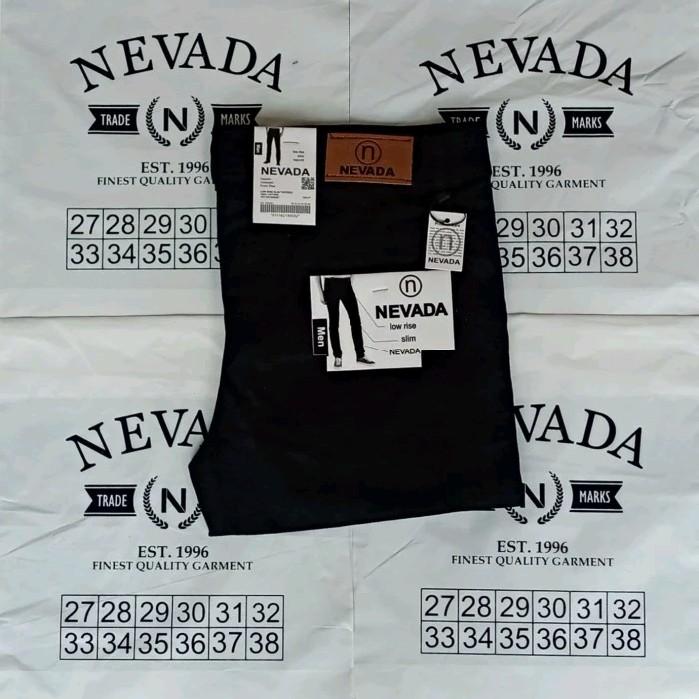 NEVADA
TRADE N MARKS
EST. 1996
FINEST QUALITY GARMENT
27 28 29 30
33 34 35 36
NEVADA
TRADE N MARKS
EST. 1996
QUALITY GARMENT
29 30 31 32
35 36 37 38
NEVADA
low rise
slim
n
NEVADA
n
NEVADA
n
NEVADA
low rise
slim
NEVADA
Men
NEVA
TRADE N
EST. 1996
FINEST QUALITY GARMENT
27 28 29 30 31 32
33 34 35 36 37 38
VADA
N MARKS
EST. 1996
FINEST QUALITY GARMENT
27 28 29 30 31 32
33 34 35 36 37 38